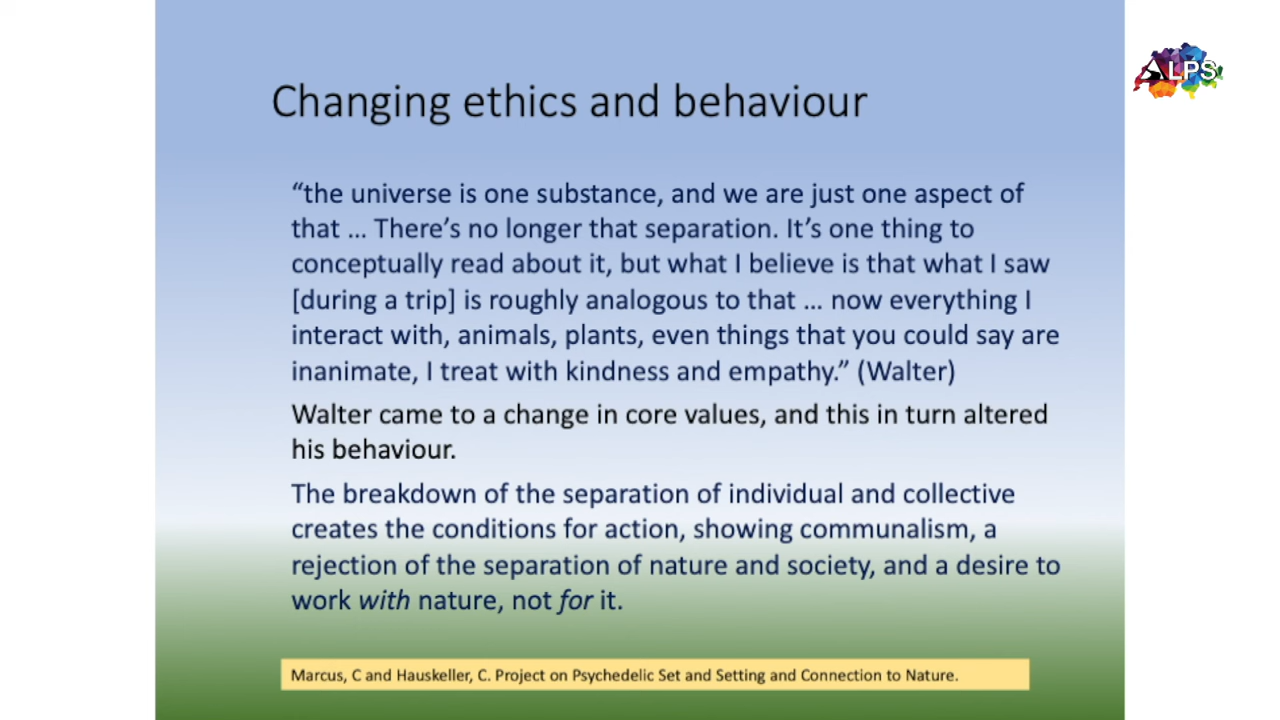 ALPS
Changing ethics and behaviour
“the universe is one substance, and we are just one aspect of
that … There’s no longer that separation. It’s one thing to
conceptually read about it, but what I believe is that what I saw
[during a trip] is roughly analogous to that … now everything I
interact with, animals, plants, even things that you could say are
inanimate, I treat with kindness and empathy.” (Walter)
Walter came to a change in core values, and this in turn altered
his behaviour.
The breakdown of the separation of individual and collective
creates the conditions for action, showing communalism, a
rejection of the separation of nature and society, and a desire to
work with nature, not for it.
Marcus, C and Hauskeller, C. Project on Psychedelic Set and Setting and Connection to Nature.